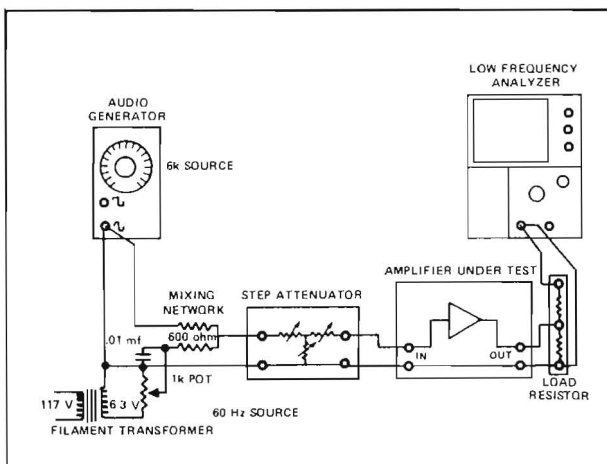 LOW FREQUENCY
ANALYZER
AUDIO
GENERATOR
6k SOURCE
MIXING
NETWORK
600 ohm
STEP ATTENUATOR
AMPLIFIER UNDER TEST
.01 mf
IN
OUT
1k POT
LOAD
RESISTOR
117 V
6.3 V
60 Hz SOURCE
FILAMENT TRANSFORMER